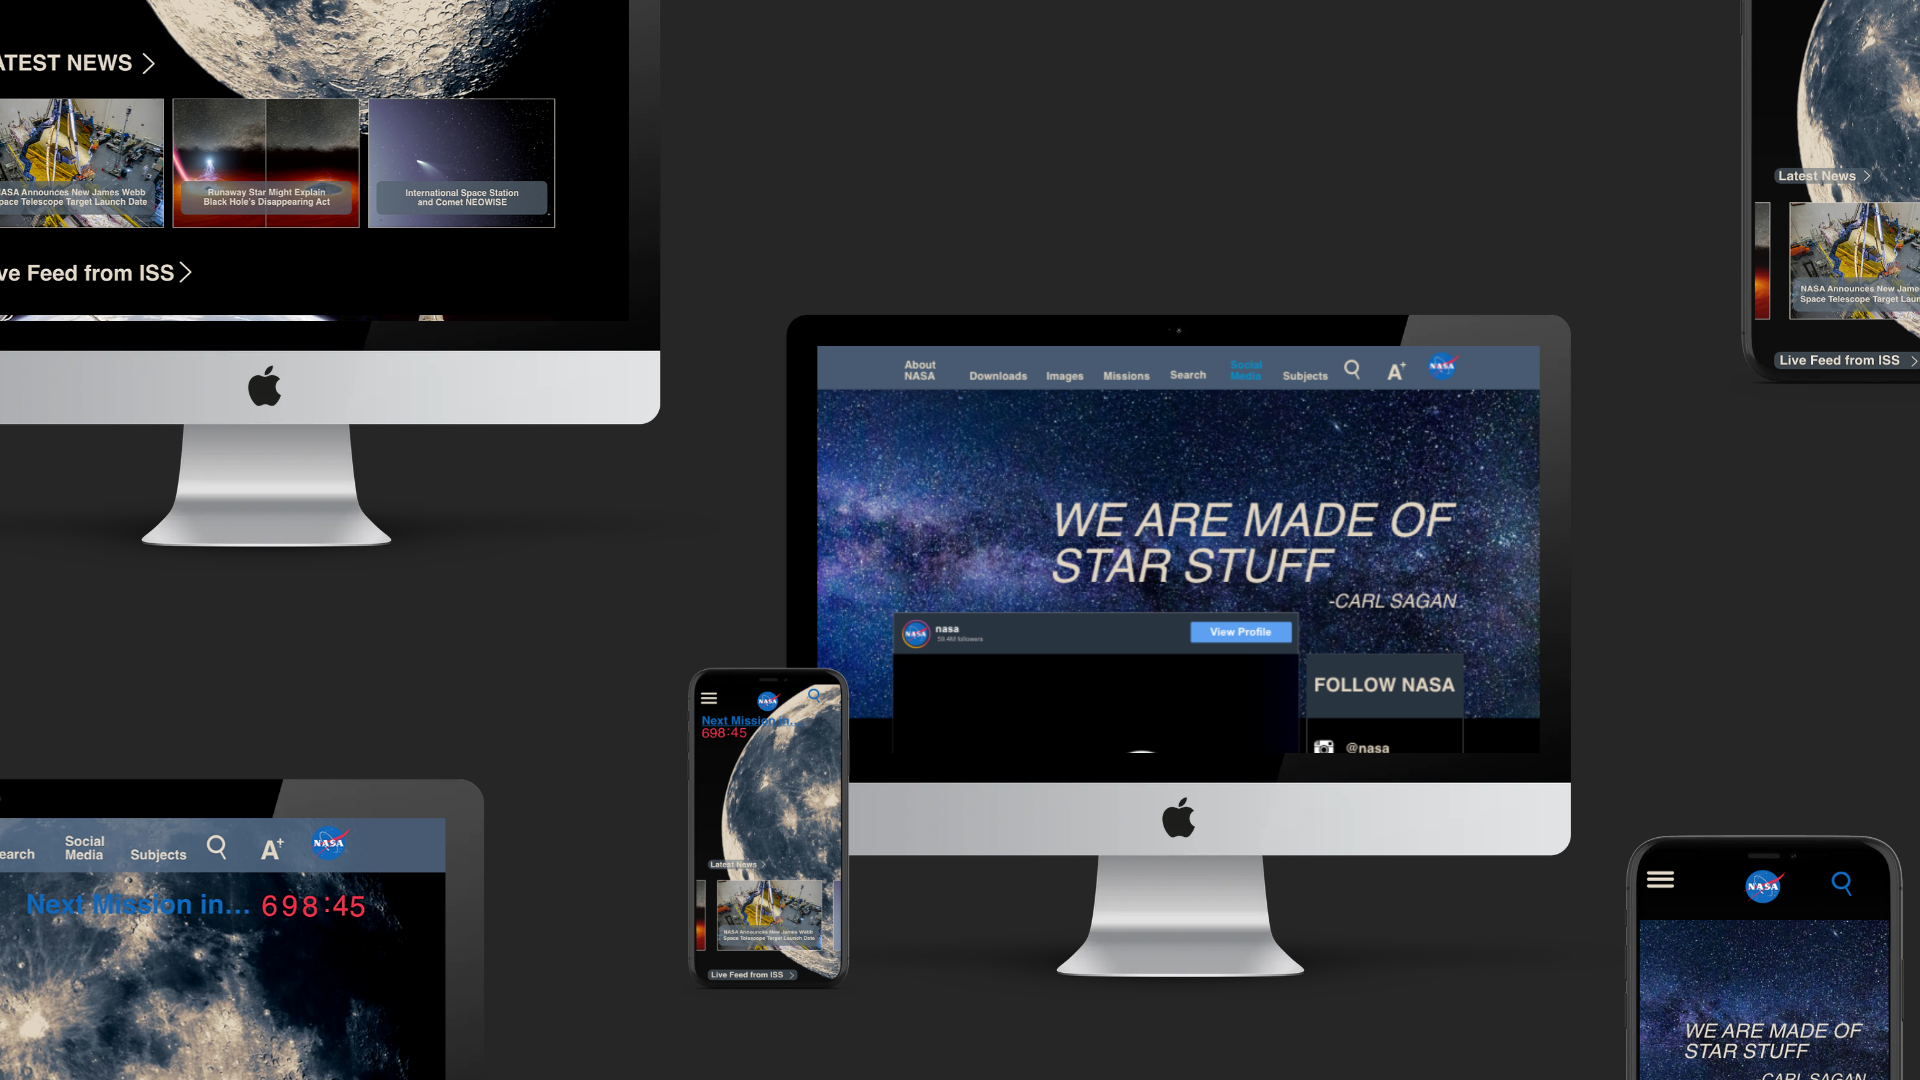 ATEST NEWS
ASA Announces New James Webb
pace Telescope Target Launch Date
Runaway Star Might Explain
Black Hole's Disappearing Act
International Space Station
and Comet NEOWISE
ve Feed from ISS
Latest News
NASA Announces New Jame
Space Telescope Target Laun
Live Feed from ISS
About
NASA
Downloads
Images
Missions
Search
Social
Media
Subjects
A+
NASA
WE ARE MADE OF
STAR STUFF
-CARL SAGAN
NASA
nasa
59.4M followers
View Profile
FOLLOW NASA
@nasa
NASA
Next Mission in...
698:45
Latest News
NASA Announces New James Webb
Space Telescope Target Launch Date
Live Feed from ISS
earch
Social
Media
Subjects
A+
NASA
Next Mission in... 698:45
NASA
WE ARE MADE OF
STAR STUFF
-CARL SAGAN